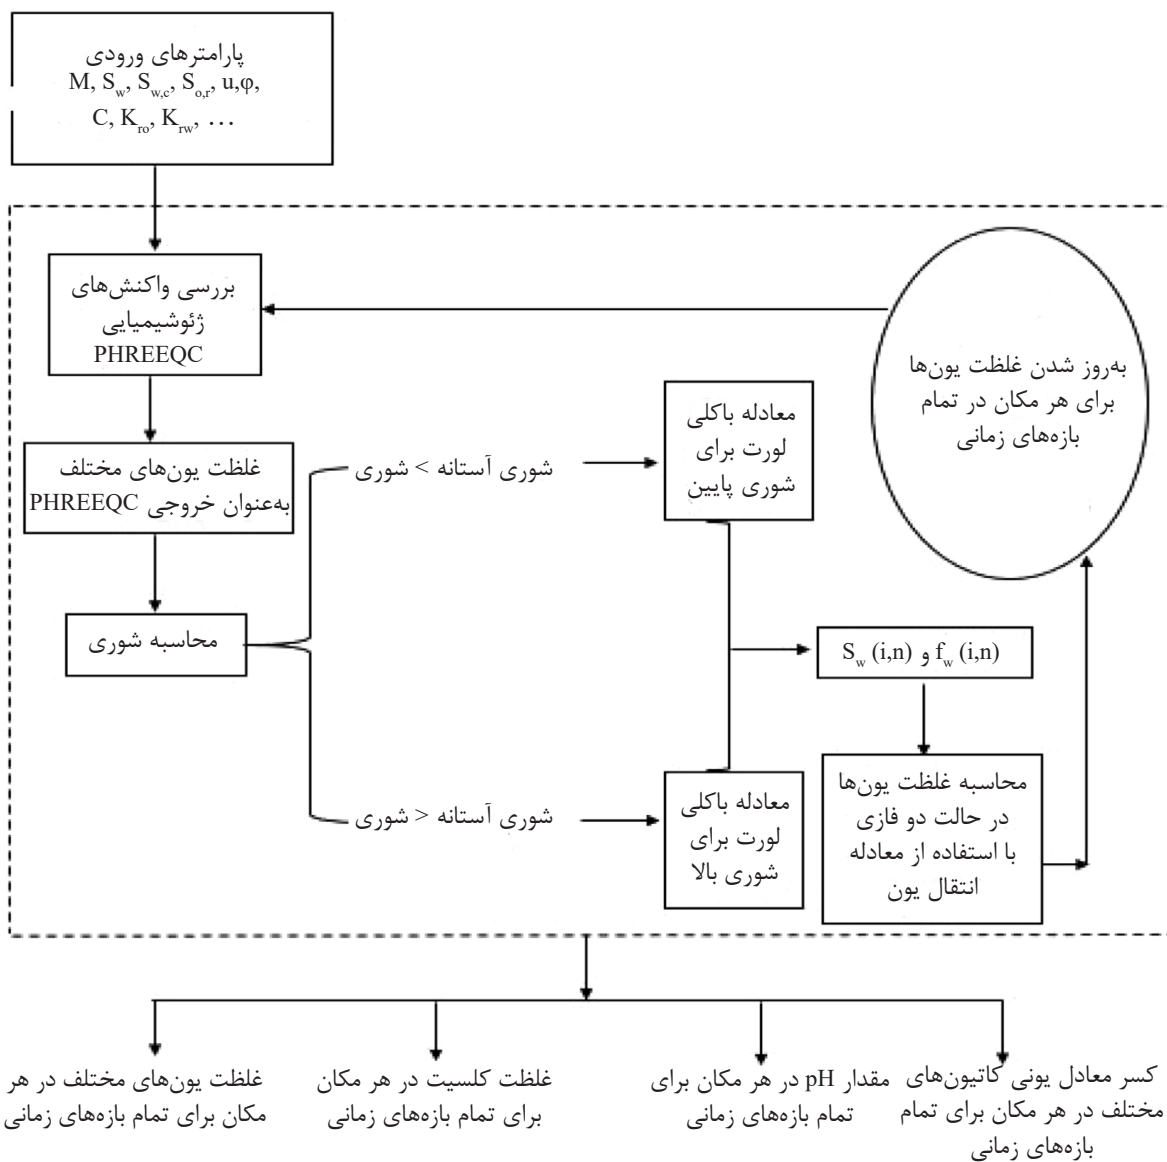 پارامترهای ورودی
M, Sw, Sw,c, So,r, u,φ,
C, Kro, Krw, …
بررسی واکنش‌های
ژئوشیمیایی
PHREEQC
غلظت یون‌های مختلف
به‌عنوان خروجی PHREEQC
محاسبه شوری
شوری آستانه > شوری
شوری آستانه < شوری
معادله باکلی
لورت برای
شوری پایین
معادله باکلی
لورت برای
شوری بالا
Sw (i,n) و fw (i,n)
محاسبه غلظت یون‌ها
در حالت دو فازی
با استفاده از معادله
انتقال یون
به‌روز شدن غلظت یون‌ها
برای هر مکان در تمام
بازه‌های زمانی
کسر معادل یونی کاتیون‌های
مختلف در هر مکان برای تمام
بازه‌های زمانی
مقدار pH در هر مکان برای
تمام بازه‌های زمانی
غلظت کلسیت در هر مکان
برای تمام بازه‌های زمانی
غلظت یون‌های مختلف در هر
مکان برای تمام بازه‌های زمانی